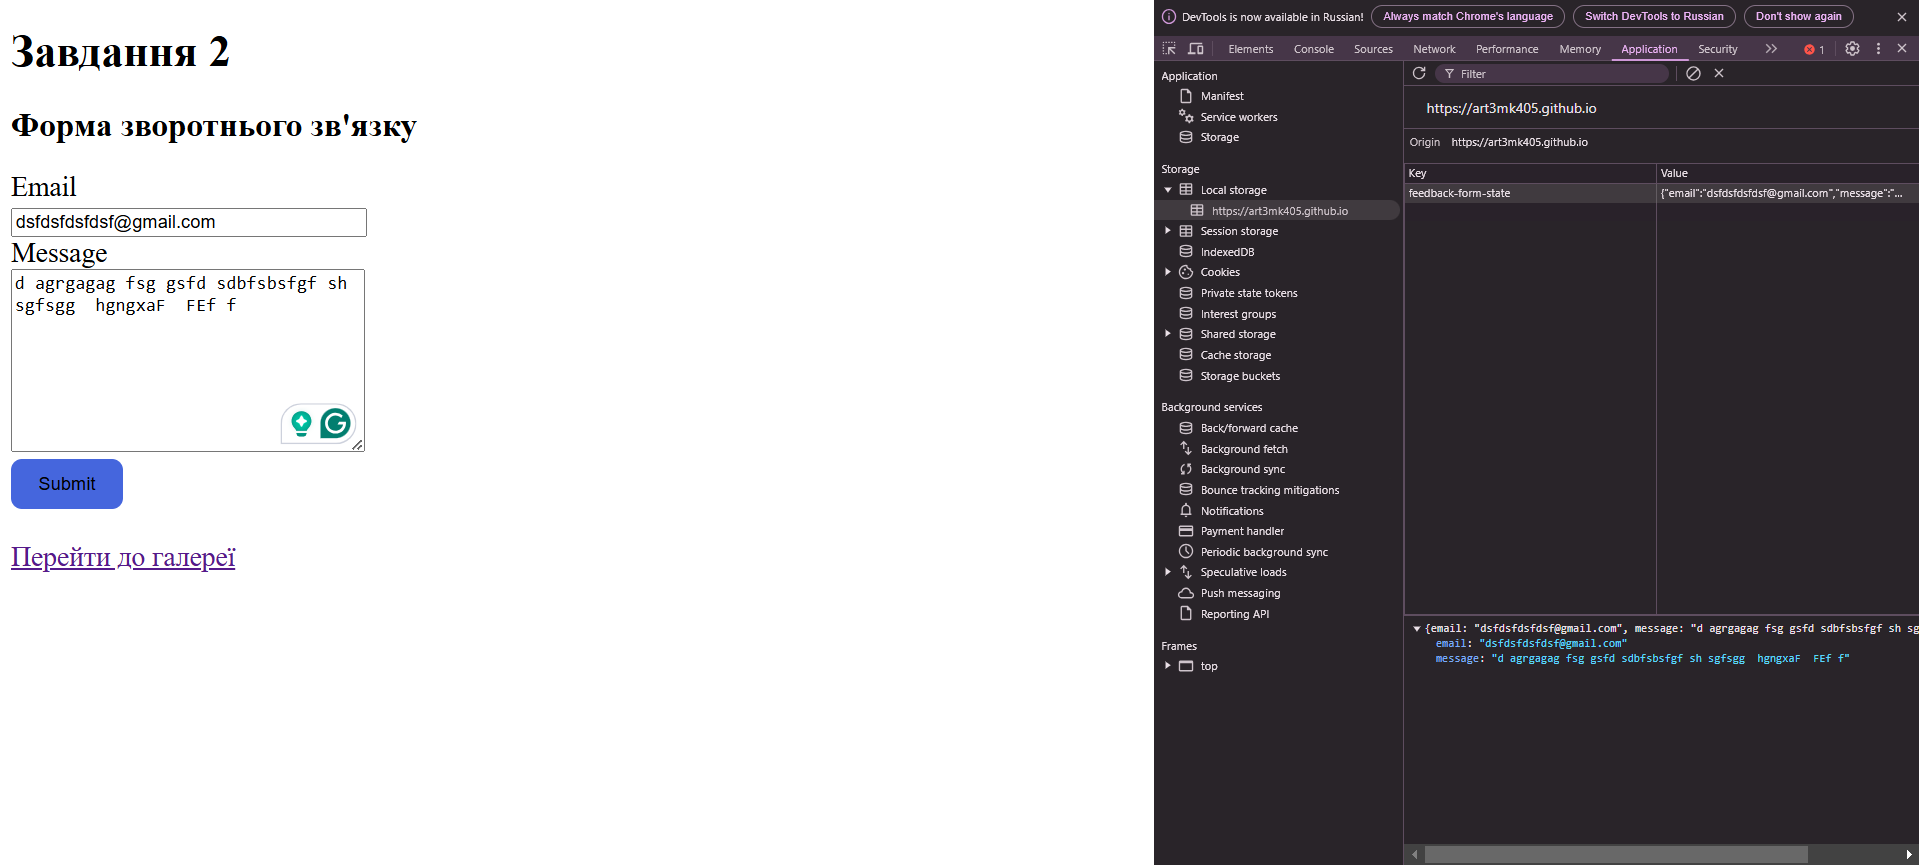 Завдання 2
Форма зворотнього зв'язку
Email
dsfdsfdsfdsf@gmail.com
Message
d agrgagag fsg gsfd sdbfsbsfgf sh
sgfsgg  hgngxaF  FEf f
Submit
Перейти до галереї
DevTools is now available in Russian!
Always match Chrome's language
Switch DevTools to Russian
Don't show again
Elements
Console
Sources
Network
Performance
Memory
Application
Security
1
Application
Manifest
Service workers
Storage
Storage
Local storage
https://art3mk405.github.io
Session storage
IndexedDB
Cookies
Private state tokens
Interest groups
Shared storage
Cache storage
Storage buckets
Background services
Back/forward cache
Background fetch
Background sync
Bounce tracking mitigations
Notifications
Payment handler
Periodic background sync
Speculative loads
Push messaging
Reporting API
Frames
top
Filter
https://art3mk405.github.io
Origin https://art3mk405.github.io
Key Value
feedback-form-state {"email":"dsfdsfdsfdsf@gmail.com","message":"...
{email: "dsfdsfdsfdsf@gmail.com", message: "d agrgagag fsg gsfd sdbfsbsfgf sh sg
email: "dsfdsfdsfdsf@gmail.com"
message: "d agrgagag fsg gsfd sdbfsbsfgf sh sgfsgg  hgngxaF  FEf f"